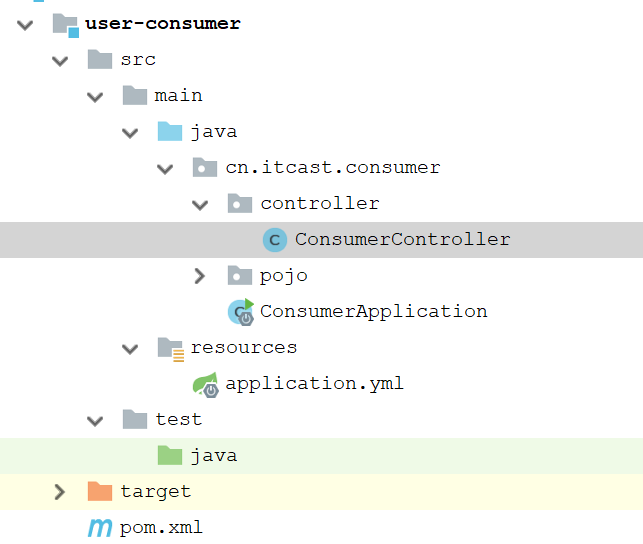 user-consumer
src
main
java
cn.itcast.consumer
controller
ConsumerController
pojo
ConsumerApplication
resources
application.yml
test
java
target
pom.xml